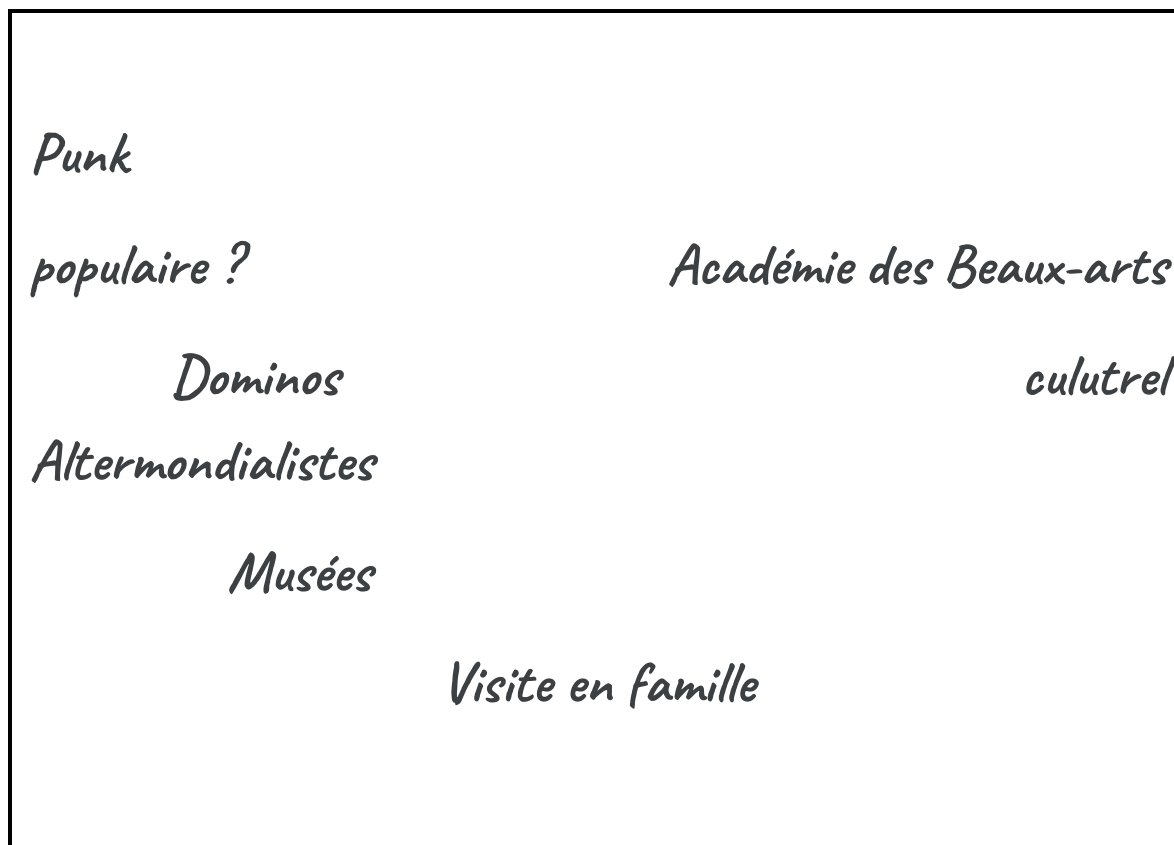 Punk
populaire ? Académie des Beaux-arts
Dominos culutrel
Altermondialistes
Musées
Visite en famille